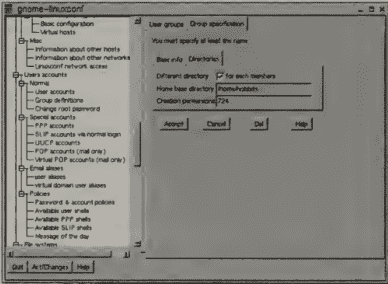 gnome-linuxconf
Basic configuration
Virtual hosts
Misc
Information about other hosts
Information about other networks
Linuxconf network access
Users accounts
Normal
User accounts
Group definitions
Change root password
Special accounts
PPP accounts
SLIP accounts via normal login
UUCP accounts
POP accounts (mail only)
Virtual POP accounts (mail only)
Email aliases
user aliases
virtual domain user aliases
Policies
Password & account policies
Available user shells
Available PPP shells
Available SLIP shells
Message of the day
File systems
Quit Act/Changes Help
User groups Group specification
You must specify at least the name
Base info Directories
Different directory for each members
Home base directory
Creation permissions 724
Accept Cancel Del Help